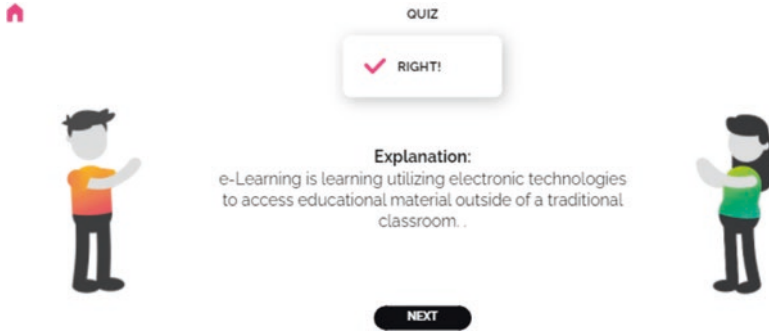 QUIZ
RIGHT!
Explanation:
e-Learning is learning utilizing electronic technologies
to access educational material outside of a traditional
classroom. .
NEXT